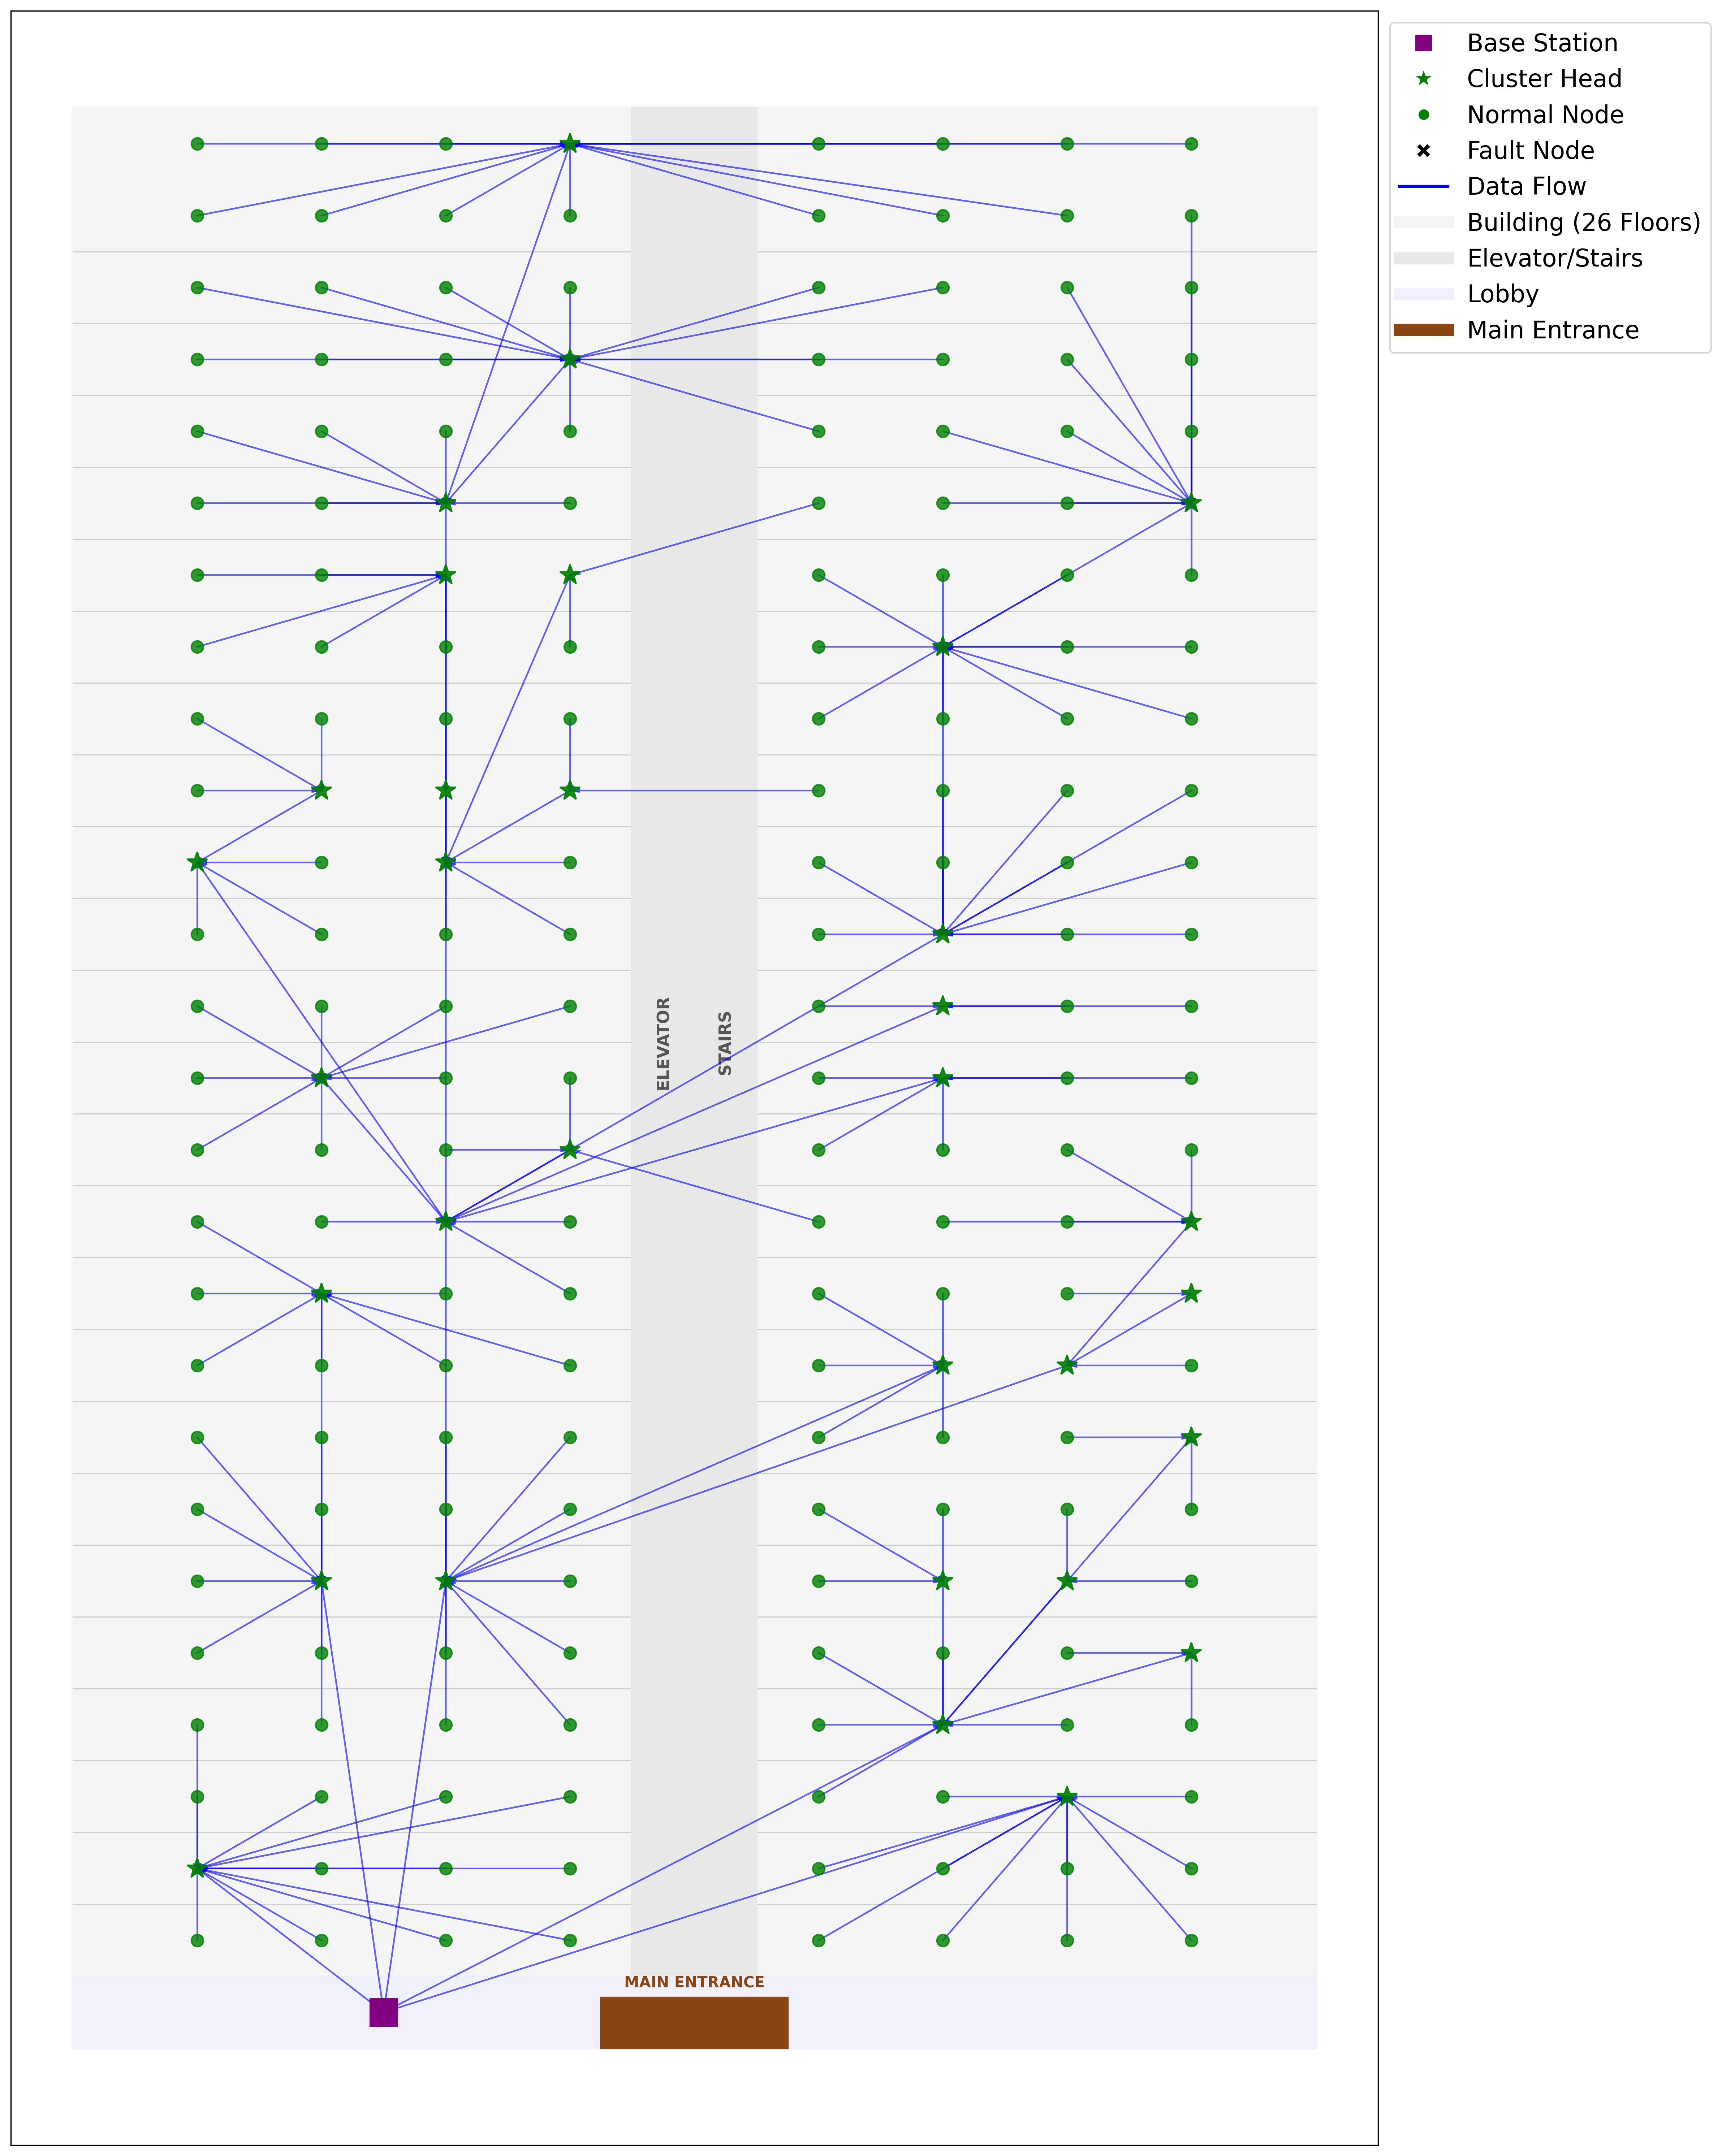 Base Station
Cluster Head
Normal Node
Fault Node
Data Flow
Building (26 Floors)
Elevator/Stairs
Lobby
Main Entrance
ELEVATOR
STAIRS
MAIN ENTRANCE